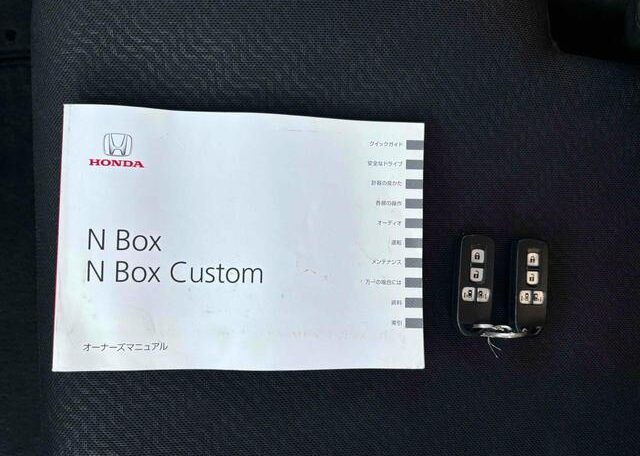 HONDA
N Box
N Box Custom
オーナーズマニュアル
クイックガイド
安全なドライブ
計器の見かた
各部の操作
オーディオ
運転
メンテナンス
万一の場合には
資料
索引